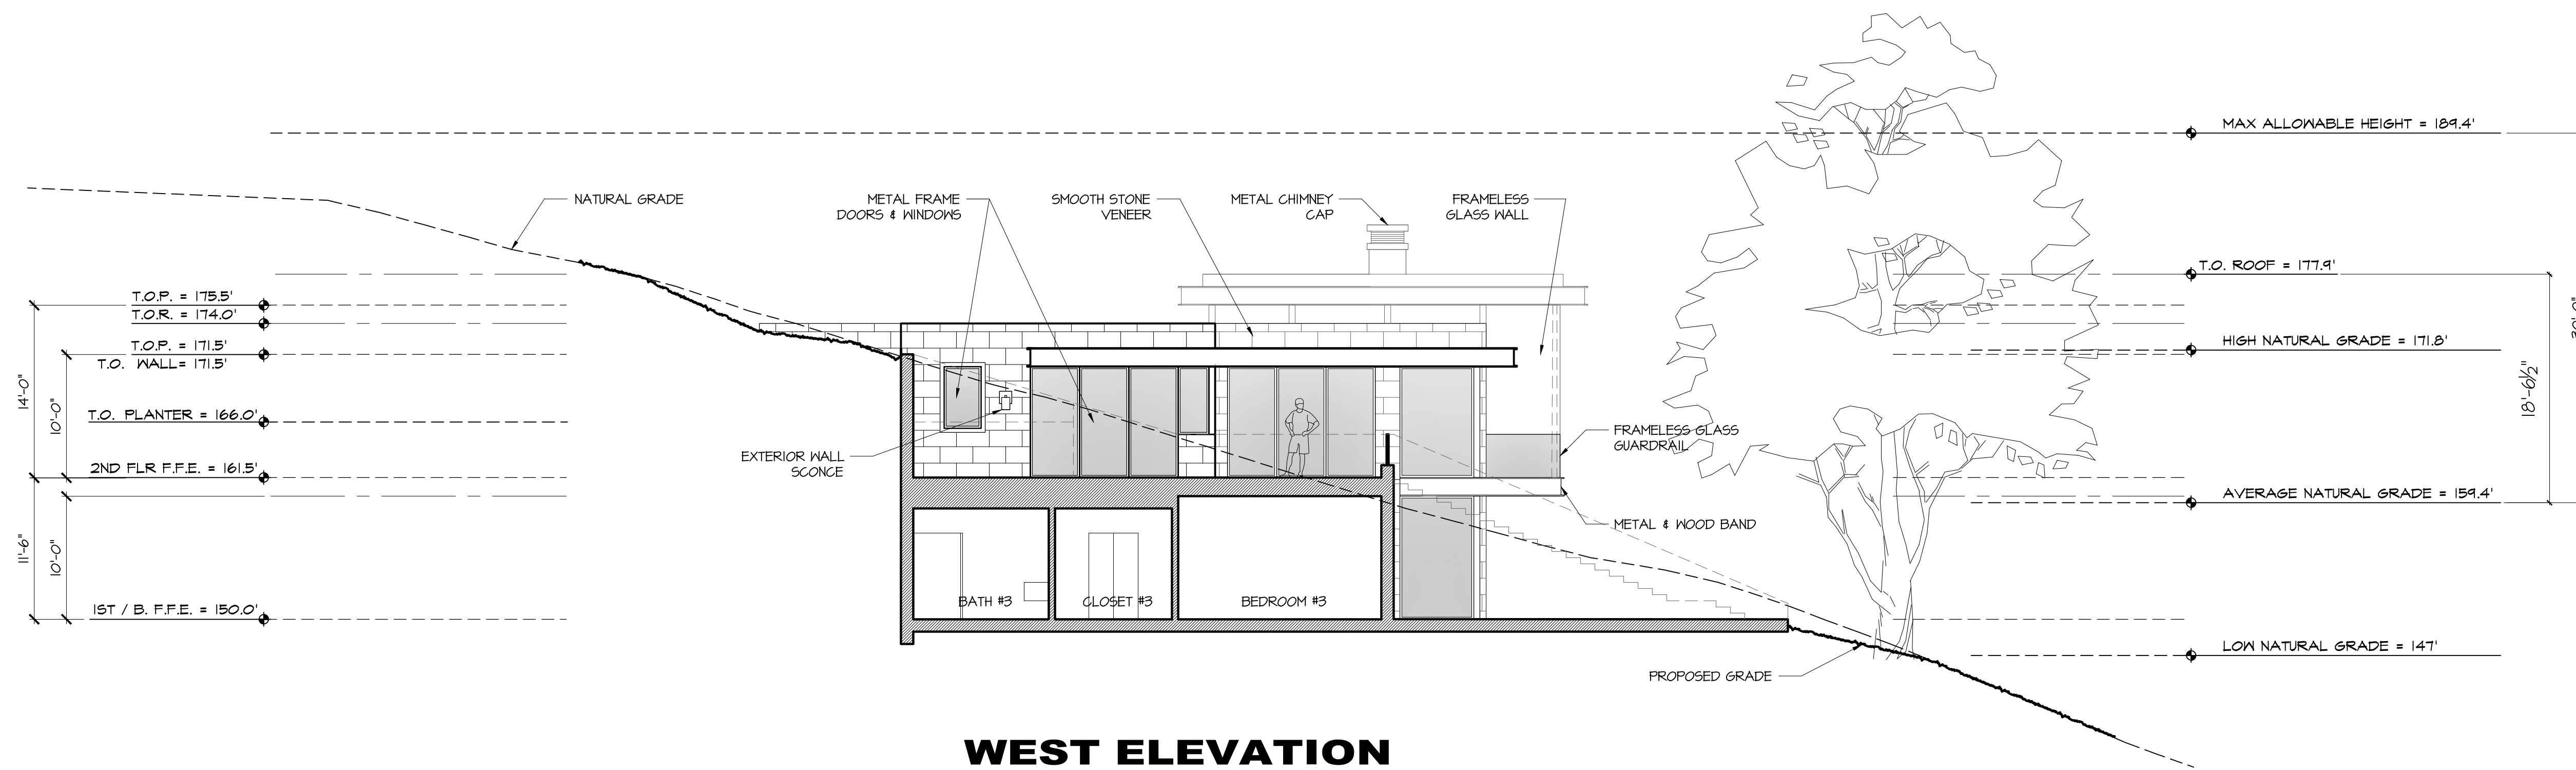 MAX ALLOWABLE HEIGHT = 189.4'
NATURAL GRADE
METAL FRAME
DOORS & WINDOWS
SMOOTH STONE
VENEER
METAL CHIMNEY
CAP
FRAMELESS
GLASS WALL
T.O. ROOF = 177.9'
T.O.P. = 175.5'
T.O.R. = 174.0'
T.O.P. = 171.5'
T.O. WALL= 171.5'
HIGH NATURAL GRADE = 171.8'
30'-0"
18'-6½"
14'-0"
10'-0"
T.O. PLANTER = 166.0'
EXTERIOR WALL
SCONCE
FRAMELESS GLASS
GUARDRAIL
2ND FLR F.F.E. = 161.5'
AVERAGE NATURAL GRADE = 159.4'
METAL & WOOD BAND
11'-6"
10'-0"
1ST / B. F.F.E. = 150.0'
BATH #3
CLOSET #3
BEDROOM #3
LOW NATURAL GRADE = 147'
PROPOSED GRADE
WEST ELEVATION